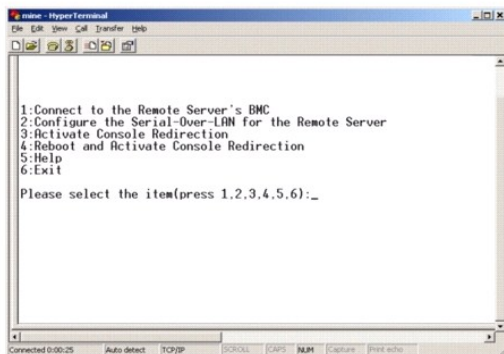 mine - HyperTerminal
File Edit View Call Transfer Help
1:Connect to the Remote Server's BMC
2:Configure the Serial-Over-LAN for the Remote Server
3:Activate Console Redirection
4:Reboot and Activate Console Redirection
5:Help
6:Exit
Please select the item(press 1,2,3,4,5,6):_
Connected 0:00:25 Auto detect TCP/IP SCROLL CAPS NUM Capture Print echo